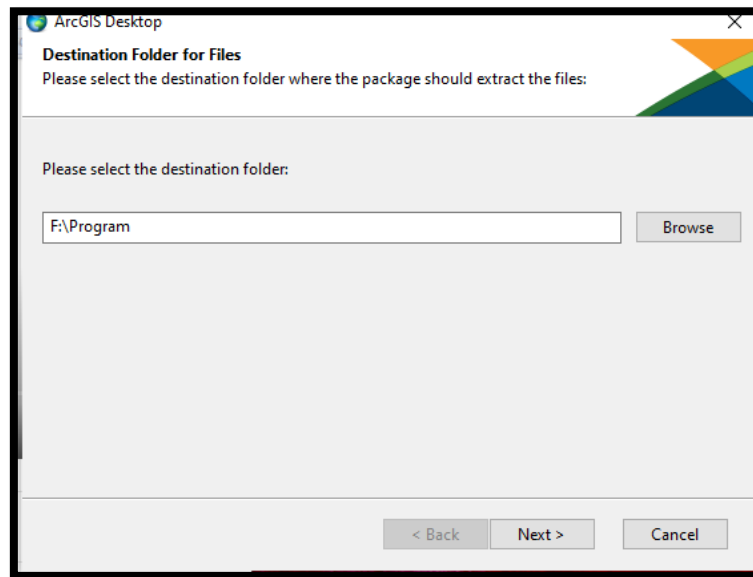 ArcGIS Desktop
Destination Folder for Files
Please select the destination folder where the package should extract the files:
Please select the destination folder:
F:\Program
Browse
< Back
Next >
Cancel